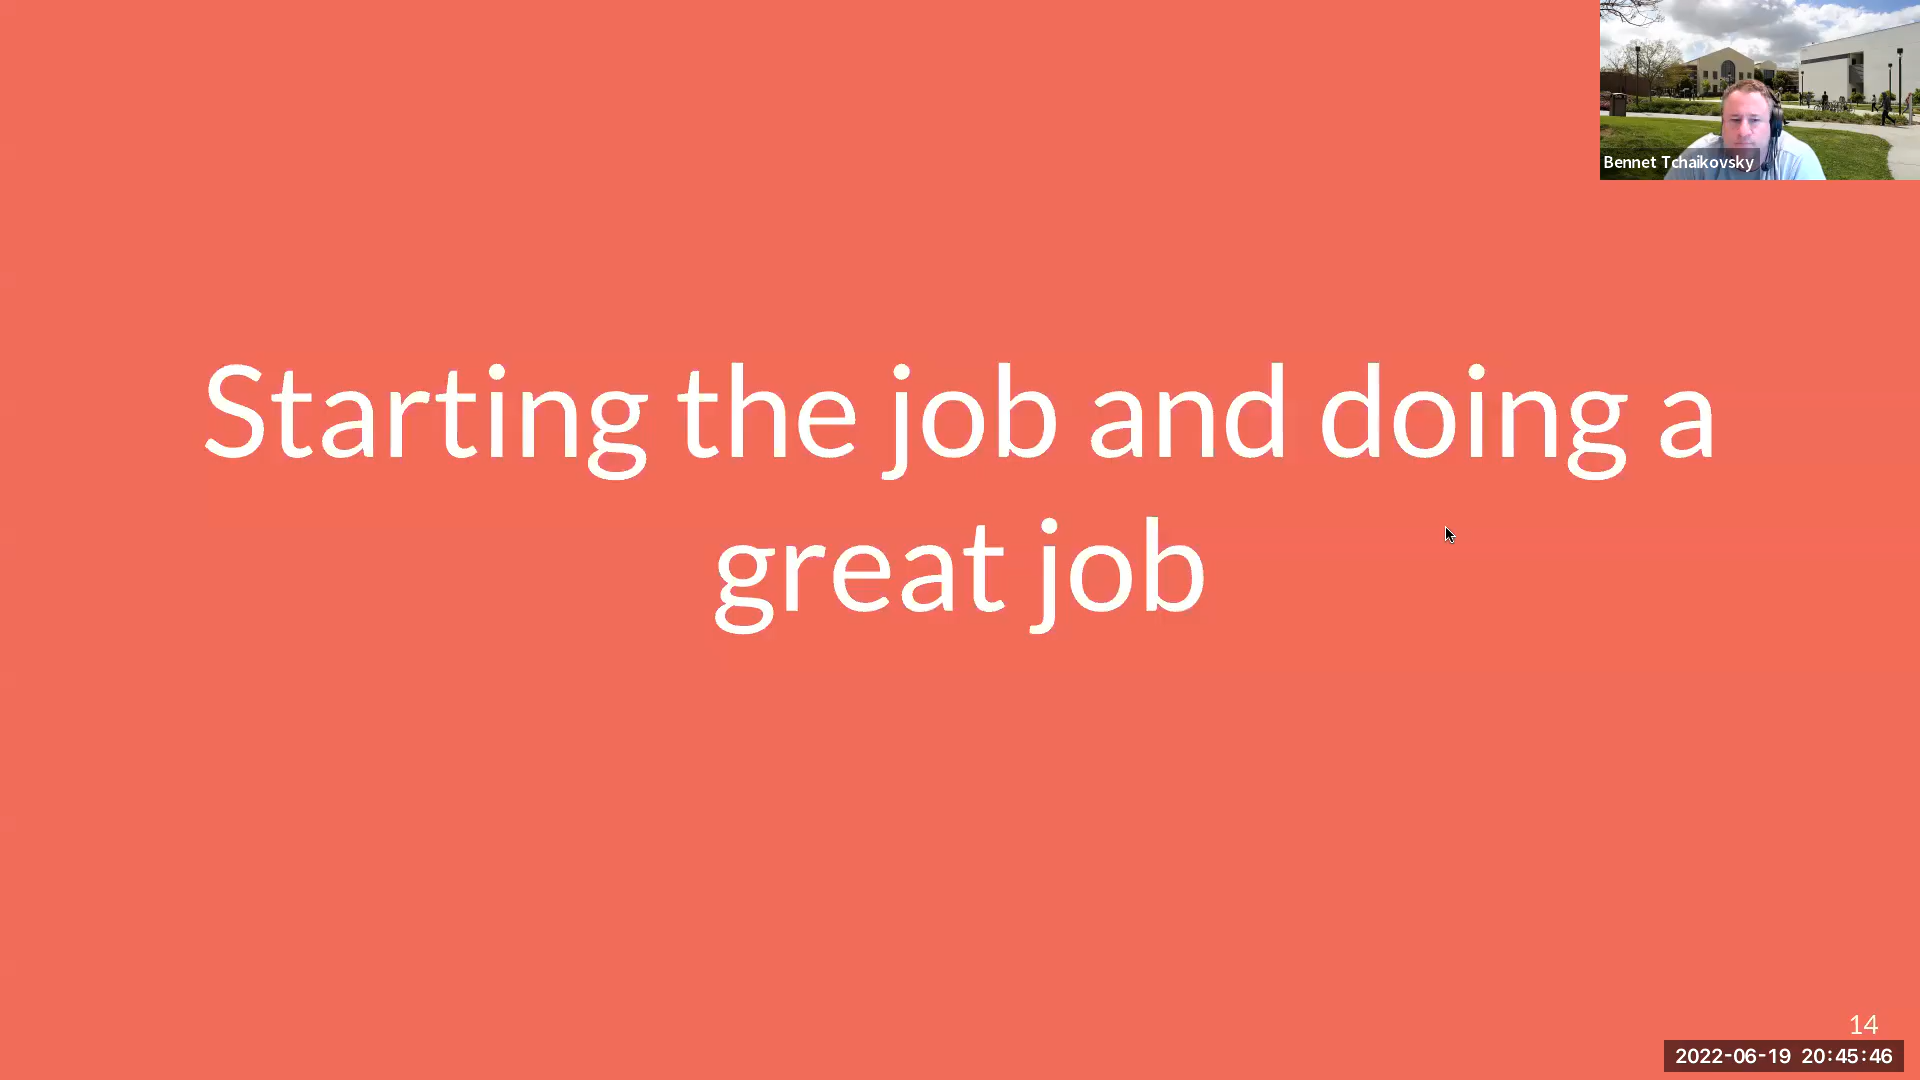 Bennet Tchaikovsky
Starting the job and doing a
great job
14
2022-06-19 20:45:46